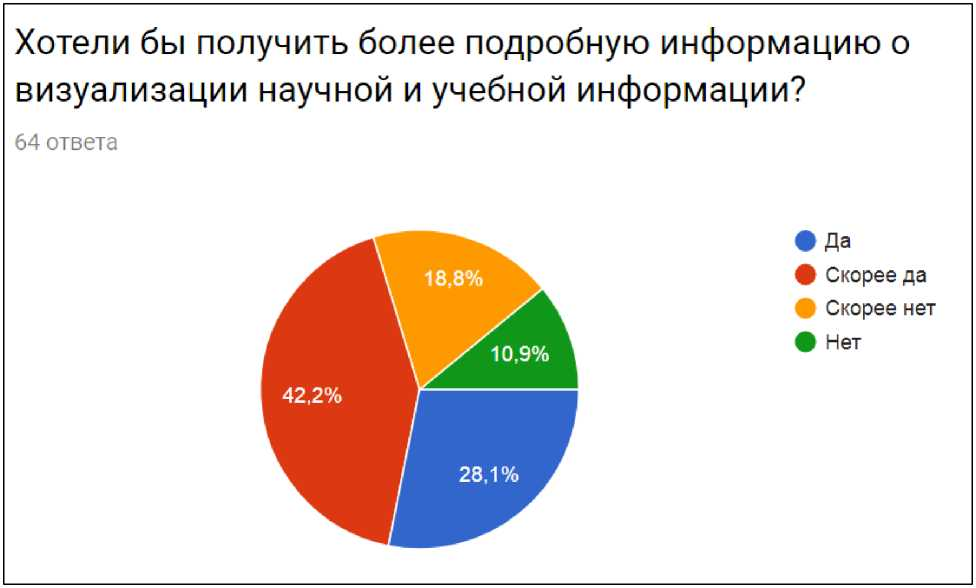 Хотели бы получить более подробную информацию о
визуализации научной и учебной информации?
64 ответа
18,8%
10,9%
42,2%
28,1%
Да
Скорее да
Скорее нет
Нет